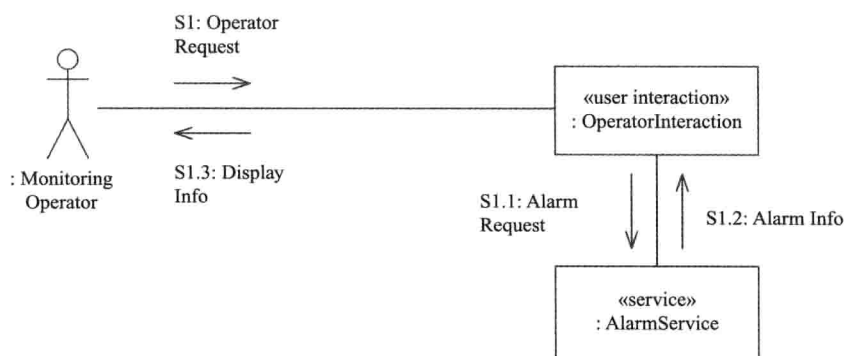 S1: Operator
Request
«user interaction»
: OperatorInteraction
S1.3: Display
Info
: Monitoring
Operator
S1.1: Alarm
Request
S1.2: Alarm Info
«service»
: AlarmService